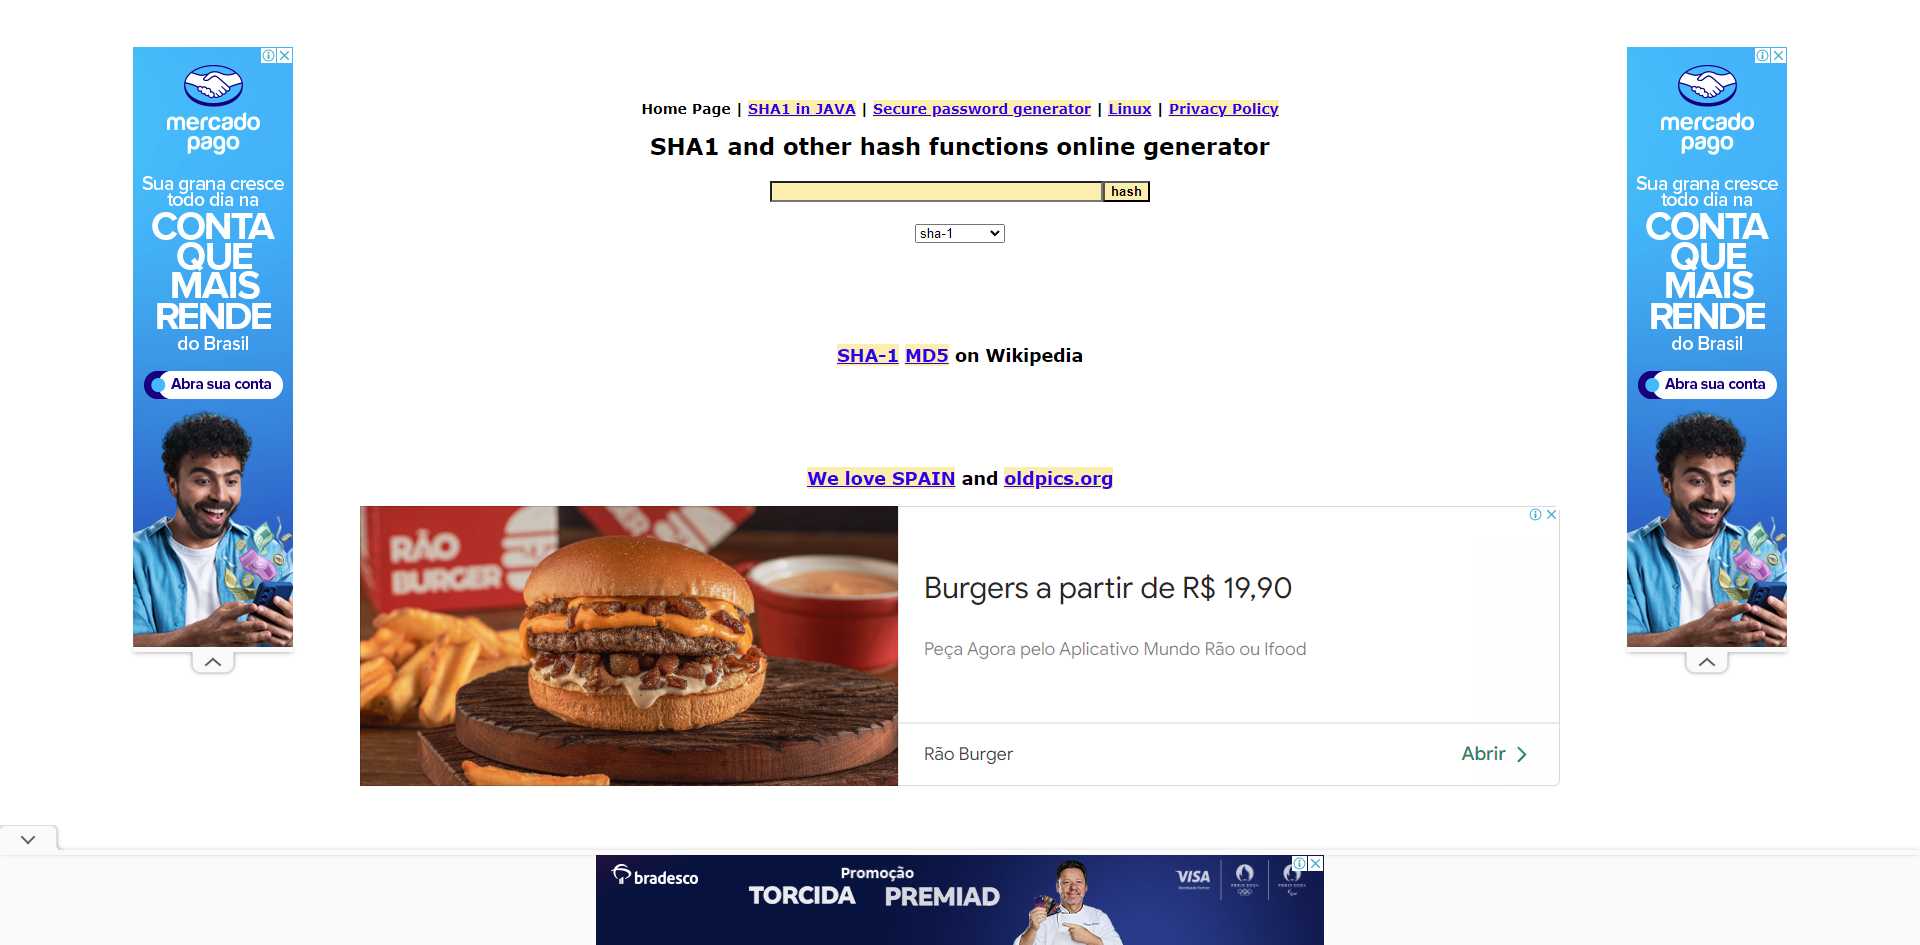 Home Page | SHA1 in JAVA | Secure password generator | Linux | Privacy Policy
SHA1 and other hash functions online generator
hash
sha-1
SHA-1 MD5 on Wikipedia
We love SPAIN and oldpics.org
mercado
pago
Sua grana cresce
todo dia na
CONTA
QUE
MAIS
RENDE
do Brasil
Abra sua conta
mercado
pago
Sua grana cresce
todo dia na
CONTA
QUE
MAIS
RENDE
do Brasil
Abra sua conta
RÃO
BURGER
Burgers a partir de R$ 19,90
Peça Agora pelo Aplicativo Mundo Rão ou Ifood
Rão Burger
Abrir
bradesco
Promoção
TORCIDA PREMIAD
VISA